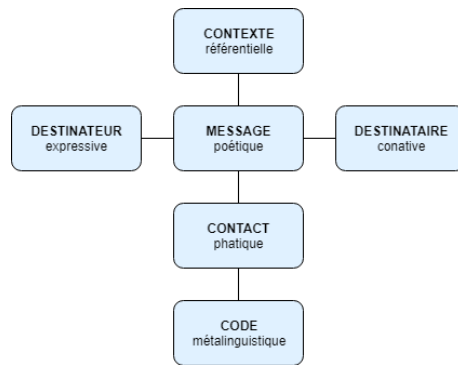 CONTEXTE
référentielle
DESTINATEUR
expressive
MESSAGE
poétique
DESTINATAIRE
conative
CONTACT
phatique
CODE
métalinguistique